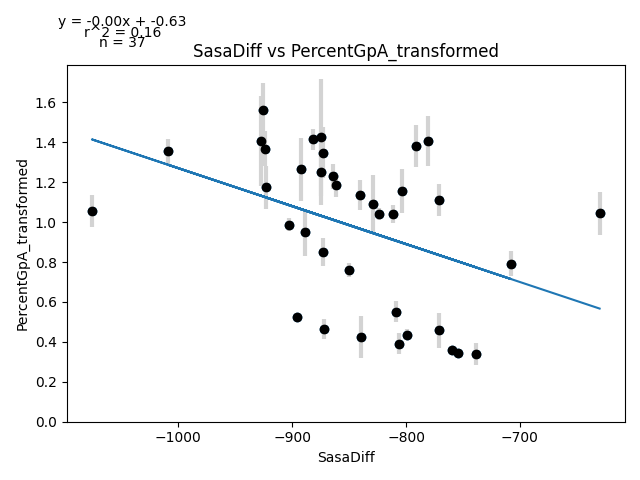 y = -0.00x + -0.63
r^2 = 0.16
n = 37
SasaDiff vs PercentGpA_transformed
1.6
1.4
1.2
1.0
0.8
0.6
0.4
0.2
0.0
PercentGpA_transformed
−1000
−900
−800
−700
SasaDiff